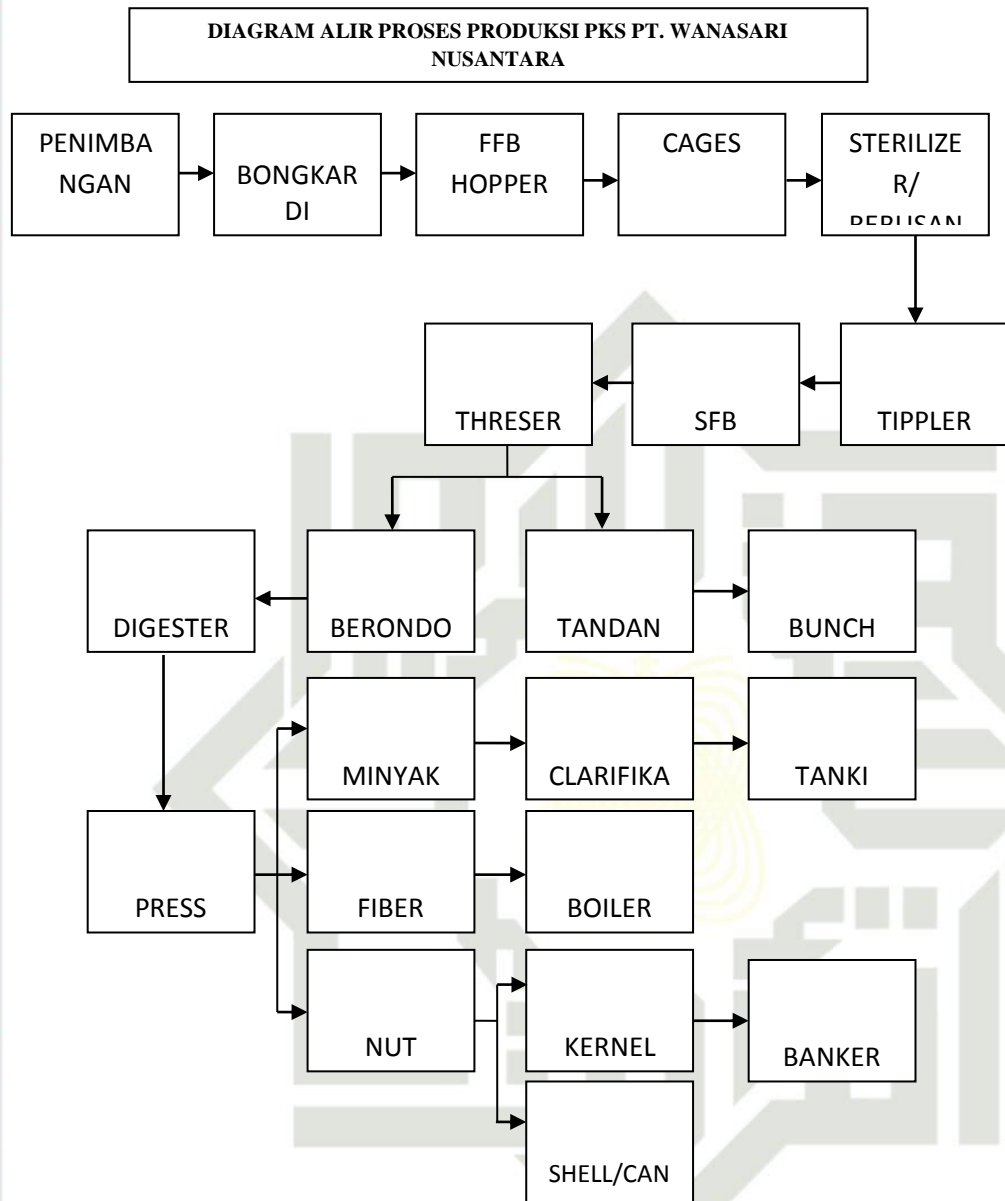 DIAGRAM ALIR PROSES PRODUKSI PKS PT. WANASARI
NUSANTARA
PENIMBA
NGAN
BONGKAR
DI
FFB
HOPPER
CAGES
STERILIZE
R/
TIPPLER
SFB
THRESER
BERONDO
TANDAN
BUNCH
DIGESTER
MINYAK
CLARIFIKA
TANKI
PRESS
FIBER
BOILER
NUT
KERNEL
BANKER
SHELL/CAN